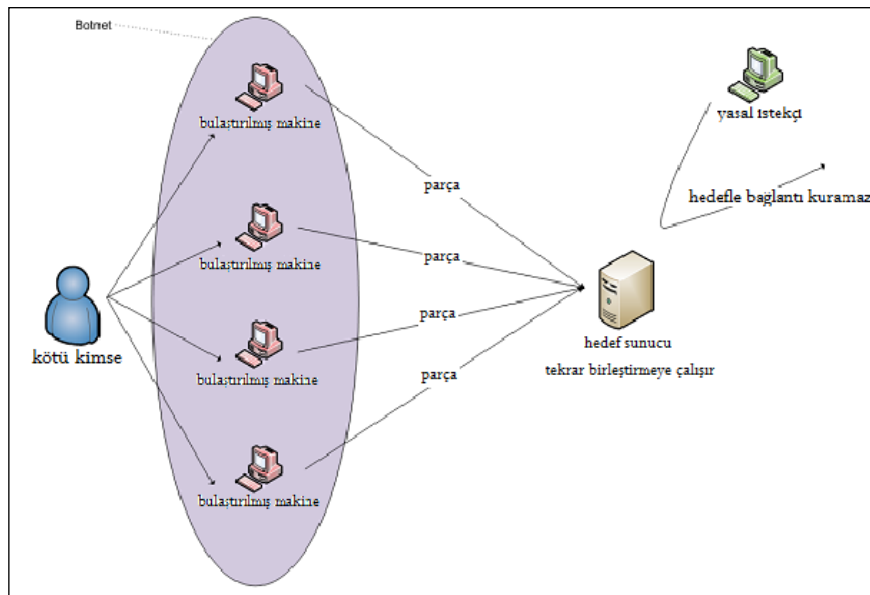 Botnet
bulaştırılmış makine
yasal istekçi
parça
hedefle bağlantı kuramaz
bulaştırılmış makine
parça
parça
hedef sunucu
kötü kimse
tekrar birleştirmeye çalışır
bulaştırılmış makine
parça
bulaştırılmış makine